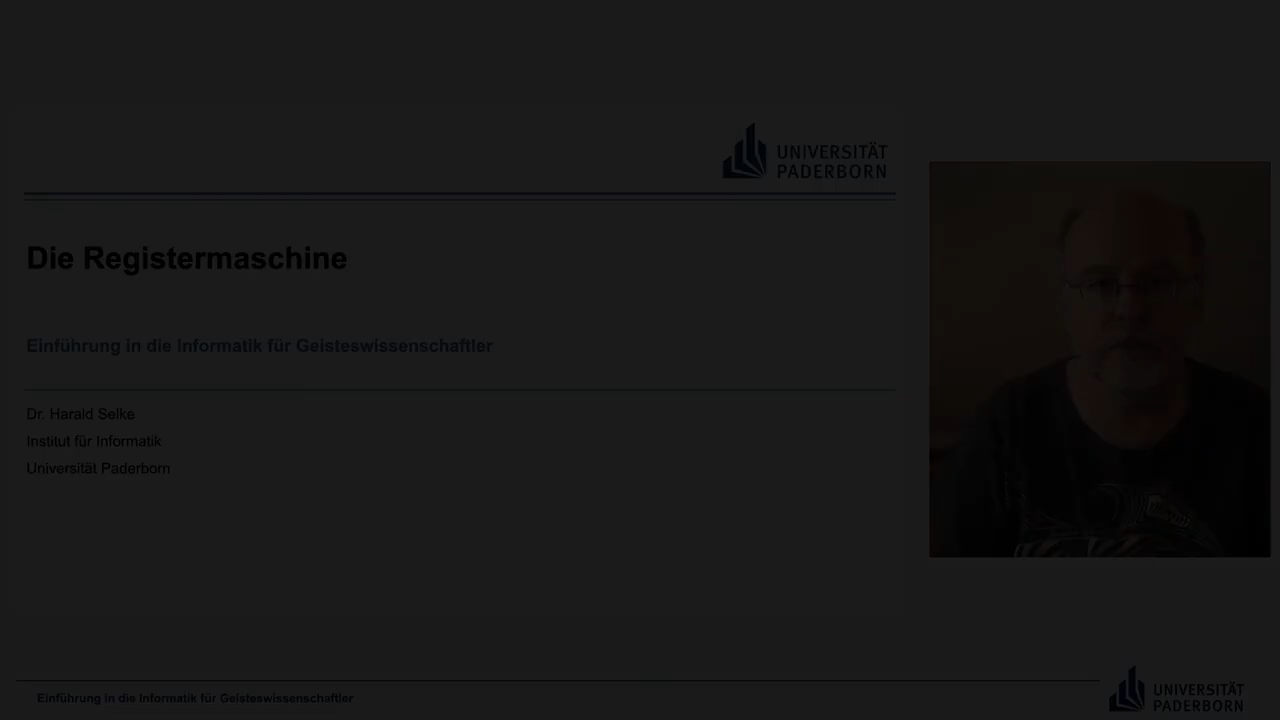 UNIVERSITÄT
PADERBORN
Die Registermaschine
Einführung in die Informatik für Geisteswissenschaftler
Dr. Harald Selke
Institut für Informatik
Universität Paderborn
Einführung in die Informatik für Geisteswissenschaftler
UNIVERSITÄT
PADERBORN